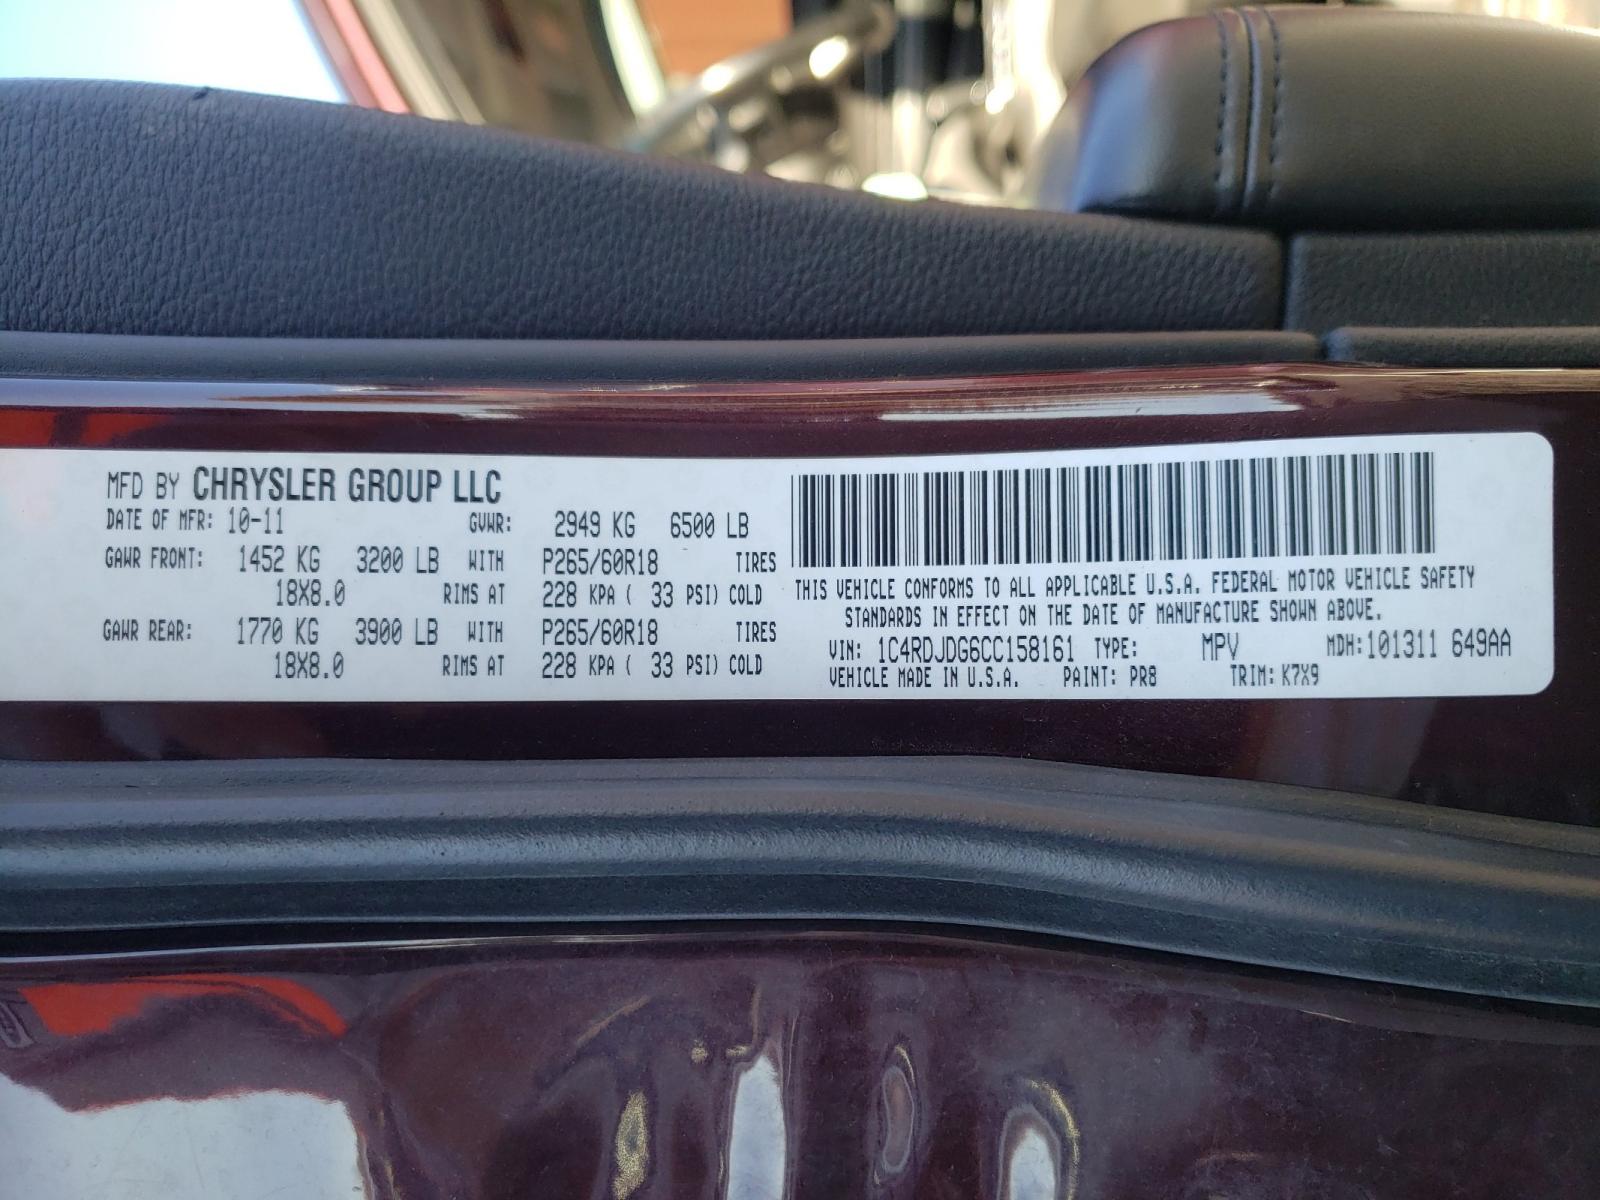 MFD BY CHRYSLER GROUP LLC
DATE OF MFR: 10-11 GVWR: 2949 KG 6500 LB
GAWR FRONT: 1452 KG 3200 LB WITH P265/60R18 TIRES
18X8.0 RIMS AT 228 KPA ( 33 PSI) COLD
GAWR REAR: 1770 KG 3900 LB WITH P265/60R18 TIRES
18X8.0 RIMS AT 228 KPA ( 33 PSI) COLD
THIS VEHICLE CONFORMS TO ALL APPLICABLE U.S.A. FEDERAL MOTOR VEHICLE SAFETY
STANDARDS IN EFFECT ON THE DATE OF MANUFACTURE SHOWN ABOVE.
VIN: 1C4RDJDG6CC158161 TYPE: MPV MDH: 101311 649AA
VEHICLE MADE IN U.S.A. PAINT: PR8 TRIM: K7X9